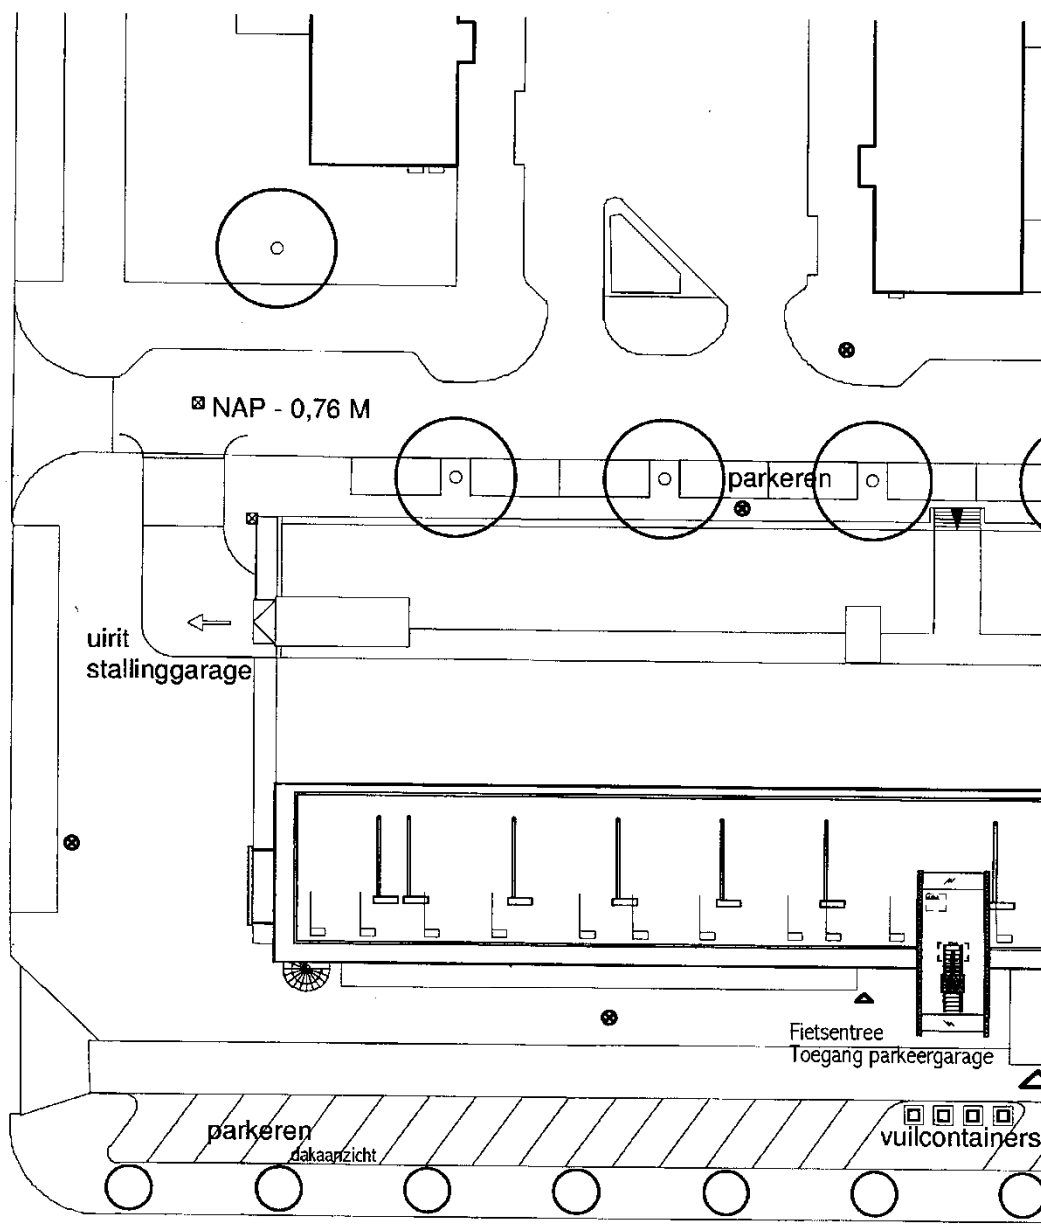 NAP - 0,76 M
parkeren
uirit
stallinggarage
Fietsentree
Toegang parkeergarage
parkeren
dakaanzicht
vuilcontainers